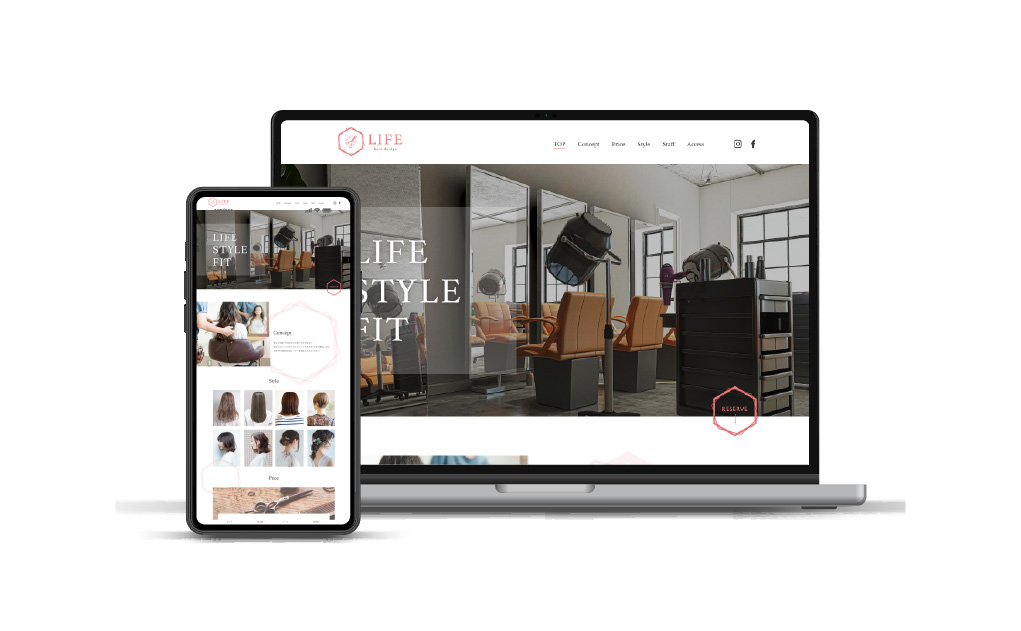 LIFE
hair design
TOP Concept Price Style Staff Access
LIFE
STYLE
FIT
RESERVE
LIFE
LIFE
STYLE
FIT
Concept
Style
Price